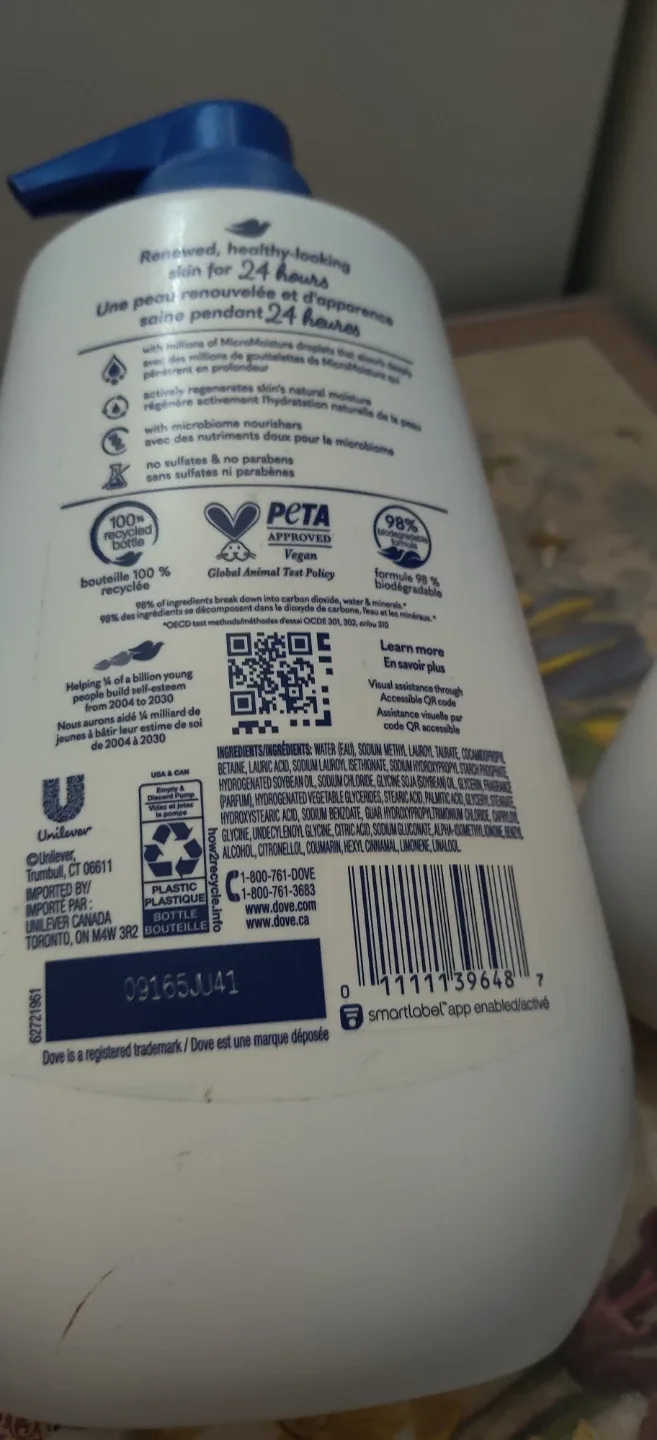 Renewed, healthy-looking
skin for 24 hours
Une peau renouvelée et d'apparence
saine pendant 24 heures
with millions of MicroMoisture droplets that absorb deeply
avec des millions de gouttelettes de MicroMoisture qui
pénètrent en profondeur
actively regenerates skin's natural moisture
régénère activement l'hydratation naturelle de la peau
with microbiome nourishers
avec des nutriments doux pour le microbiome
no sulfates & no parabens
sans sulfates ni parabènes
100%
recycled
bottle
bouteille 100 %
recyclée
PETA
APPROVED
Vegan
Global Animal Test Policy
98%
biodegradable
formula
formule 98 %
biodégradable
98% of ingredients break down into carbon dioxide, water & minerals.*
98% des ingrédients se décomposent dans le dioxyde de carbone, l'eau et les minéraux.*
*OECD test methods/méthodes d'essai OCDE 301, 302, or/ou 310
Helping ¼ of a billion young
people build self-esteem
from 2004 to 2030
Nous aurons aidé ¼ milliard de
jeunes à bâtir leur estime de soi
de 2004 à 2030
Learn more
En savoir plus
Visual assistance through
Accessible QR code
Assistance visuelle par
code QR accessible
INGREDIENTS/INGRÉDIENTS: WATER (EAU), SODIUM METHYL LAUROYL TAURATE, COCAMIDOPROPYL
BETAINE, LAURIC ACID, SODIUM LAUROYL ISETHIONATE, SODIUM HYDROXYPROPYL STARCH PHOSPHATE,
HYDROGENATED SOYBEAN OIL, SODIUM CHLORIDE, GLYCINE SOJA (SOYBEAN) OIL, GLYCERIN, FRAGRANCE
(PARFUM), HYDROGENATED VEGETABLE GLYCERIDES, STEARIC ACID, PALMITIC ACID, GLYCERYL STEARATE,
HYDROXYSTEARIC ACID, SODIUM BENZOATE, GUAR HYDROXYPROPYLTRIMONIUM CHLORIDE, CAPRYLOYL
GLYCINE, UNDECYLENOYL GLYCINE, CITRIC ACID, SODIUM GLUCONATE, ALPHA-ISOMETHYL IONONE, BENZYL
ALCOHOL, CITRONELLOL, COUMARIN, HEXYL CINNAMAL, LIMONENE, LINALOOL
Unilever
©Unilever,
Trumbull, CT 06611
IMPORTED BY/
IMPORTÉ PAR :
UNILEVER CANADA
TORONTO, ON M4W 3R2
USA & CAN
Empty &
Discard Pump
Videz et jetez
la pompe
PLASTIC
PLASTIQUE
BOTTLE
BOUTEILLE
how2recycle.info
1-800-761-DOVE
1-800-761-3683
www.dove.com
www.dove.ca
0 11111 39648 7
smartlabel™ app enabled/activé
62721961
09165JU41
Dove is a registered trademark / Dove est une marque déposée